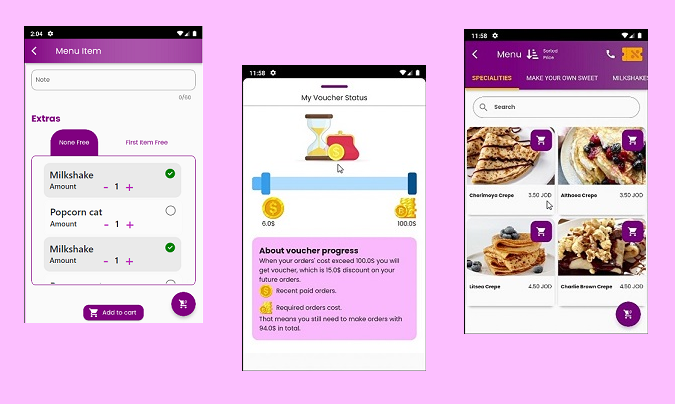 2:04
Menu Item
Note
0/60
Extras
None Free
First Item Free
Milkshake
Amount - 1 +
Popcorn cat
Amount - 1 +
Milkshake
Amount - 1 +
Add to cart
11:58
My Voucher Status
6.0$
100.0$
About voucher progress
When your orders' cost exceed 100.0$ you will
get voucher, which is 15.0$ discount on your
future orders.
Recent paid orders.
Required orders cost.
That means you still need to make orders with
94.0$ in total.
11:58
Menu
Sorted
Price
SPECIALITIES
MAKE YOUR OWN SWEET
MILKSHAKES
Search
Cherimoya Crepe 3.50 JOD
Althaea Crepe 3.50 JOD
Litsea Crepe 4.50 JOD
Charlie Brown Crepe 4.50 JOD